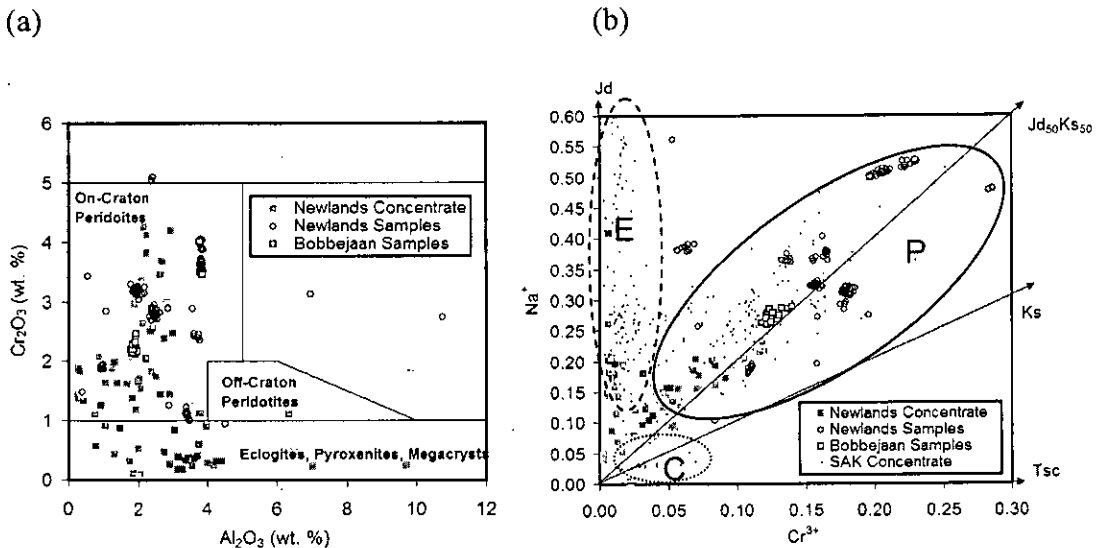 (a)
(b)
Cr₂O₃ (wt. %)
6
5
4
3
2
1
0
On-Craton
Peridoites
Newlands Concentrate
Newlands Samples
Bobbejaan Samples
Off-Craton
Peridotites
Eclogites, Pyroxenites, Megacrysts
0
2
4
6
8
10
12
Al₂O₃ (wt. %)
Jd
Na⁺
0.60
0.55
0.50
0.45
0.40
0.35
0.30
0.25
0.20
0.15
0.10
0.05
0.00
Jd₅₀Ks₅₀
E
P
Ks
C
Newlands Concentrate
Newlands Samples
Bobbejaan Samples
SAK Concentrate
Tsc
0.00
0.05
0.10
0.15
0.20
0.25
0.30
Cr³⁺